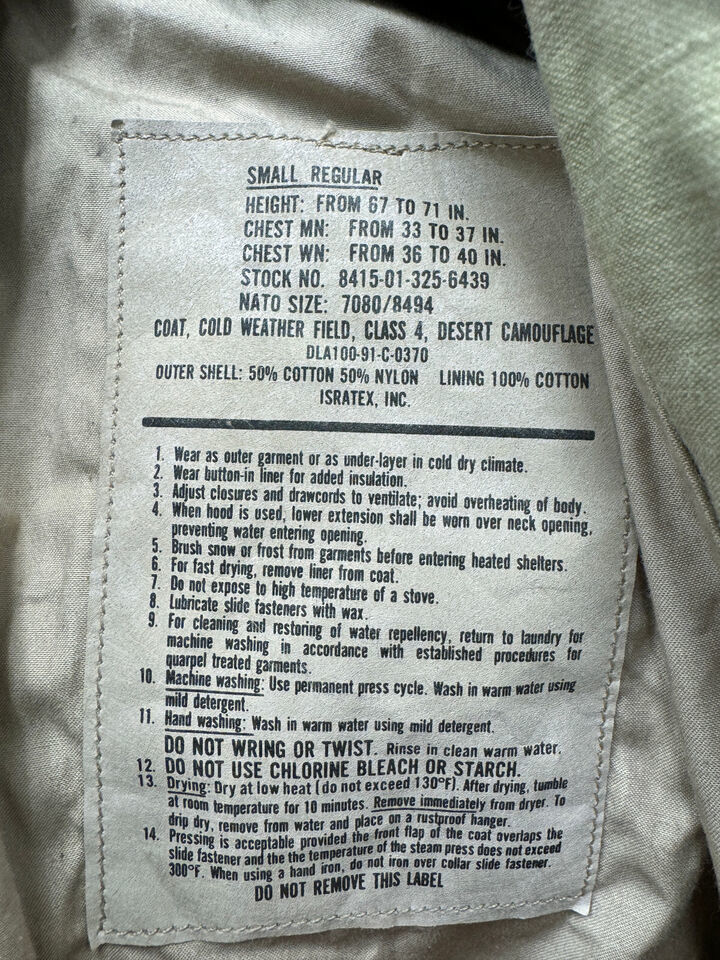 SMALL REGULAR
HEIGHT: FROM 67 TO 71 IN.
CHEST MN: FROM 33 TO 37 IN.
CHEST WN: FROM 36 TO 40 IN.
STOCK NO. 8415-01-325-6439
NATO SIZE: 7080/8494
COAT, COLD WEATHER FIELD, CLASS 4, DESERT CAMOUFLAGE
DLA100-91-C-0370
OUTER SHELL: 50% COTTON 50% NYLON LINING 100% COTTON
ISRATEX, INC.
1. Wear as outer garment or as under-layer in cold dry climate.
2. Wear button-in liner for added insulation.
3. Adjust closures and drawcords to ventilate; avoid overheating of body.
4. When hood is used, lower extension shall be worn over neck opening,
preventing water entering opening.
5. Brush snow or frost from garments before entering heated shelters.
6. For fast drying, remove liner from coat.
7. Do not expose to high temperature of a stove.
8. Lubricate slide fasteners with wax.
9. For cleaning and restoring of water repellency, return to laundry for
machine washing in accordance with established procedures for
quarpel treated garments.
10. Machine washing: Use permanent press cycle. Wash in warm water using
mild detergent.
11. Hand washing: Wash in warm water using mild detergent.
DO NOT WRING OR TWIST. Rinse in clean warm water.
12. DO NOT USE CHLORINE BLEACH OR STARCH.
13. Drying: Dry at low heat (do not exceed 130°F). After drying, tumble
at room temperature for 10 minutes. Remove immediately from dryer. To
drip dry, remove from water and place on a rustproof hanger.
14. Pressing is acceptable provided the front flap of the coat overlaps the
slide fastener and the the temperature of the steam press does not exceed
300°F. When using a hand iron, do not iron over collar slide fastener.
DO NOT REMOVE THIS LABEL